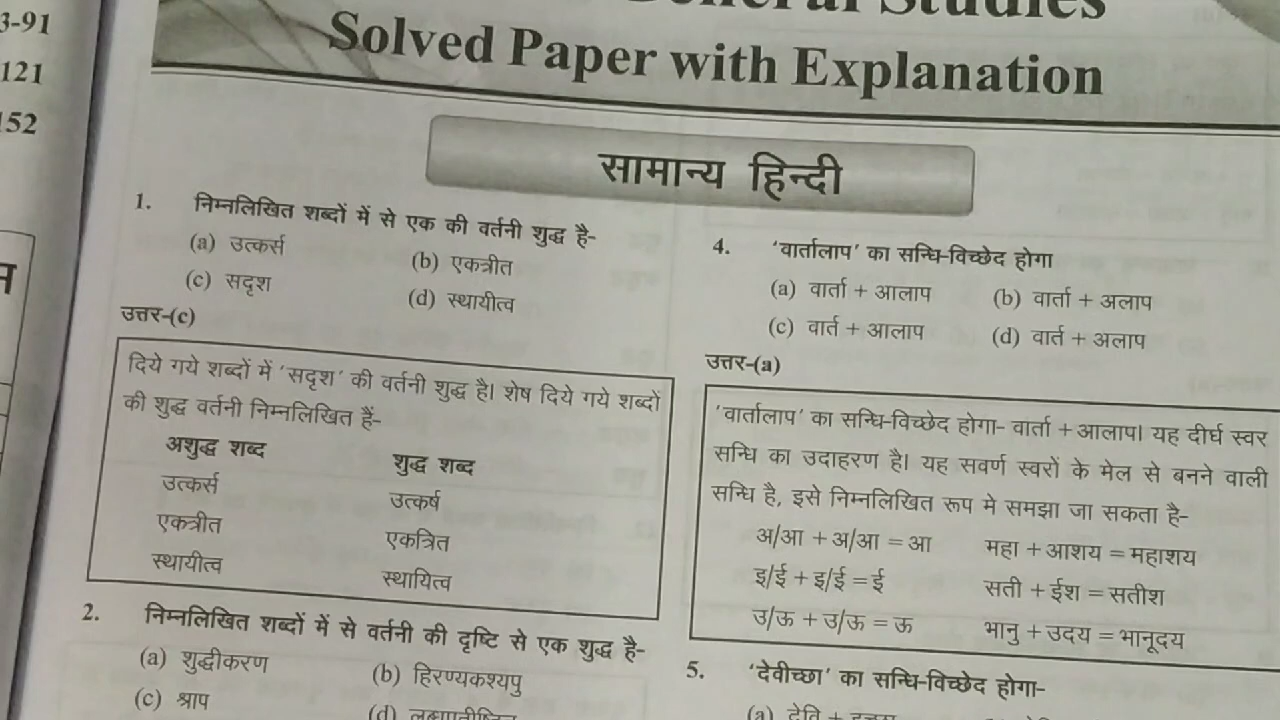 3-91
121
152
General Studies
Solved Paper with Explanation
सामान्य हिन्दी
1. निम्नलिखित शब्दों में से एक की वर्तनी शुद्ध है-
(a) उत्कर्स (b) एकत्रीत
(c) सदृश (d) स्थायीत्व
उत्तर-(c)
दिये गये शब्दों में 'सदृश' की वर्तनी शुद्ध है। शेष दिये गये शब्दों
की शुद्ध वर्तनी निम्नलिखित हैं-
अशुद्ध शब्द शुद्ध शब्द
उत्कर्स उत्कर्ष
एकत्रीत एकत्रित
स्थायीत्व स्थायित्व
2. निम्नलिखित शब्दों में से वर्तनी की दृष्टि से एक शुद्ध है-
(a) शुद्धीकरण (b) हिरण्यकश्यपु
(c) श्राप (d)
4. 'वार्तालाप' का सन्धि-विच्छेद होगा
(a) वार्ता + आलाप (b) वार्ता + अलाप
(c) वार्त + आलाप (d) वार्त + अलाप
उत्तर-(a)
'वार्तालाप' का सन्धि-विच्छेद होगा- वार्ता + आलाप। यह दीर्घ स्वर
सन्धि का उदाहरण है। यह सवर्ण स्वरों के मेल से बनने वाली
सन्धि है, इसे निम्नलिखित रूप मे समझा जा सकता है-
अ/आ + अ/आ = आ महा + आशय = महाशय
इ/ई + इ/ई = ई सती + ईश = सतीश
उ/ऊ + उ/ऊ = ऊ भानु + उदय = भानूदय
5. 'देवीच्छा' का सन्धि-विच्छेद होगा-
(a) देवि +